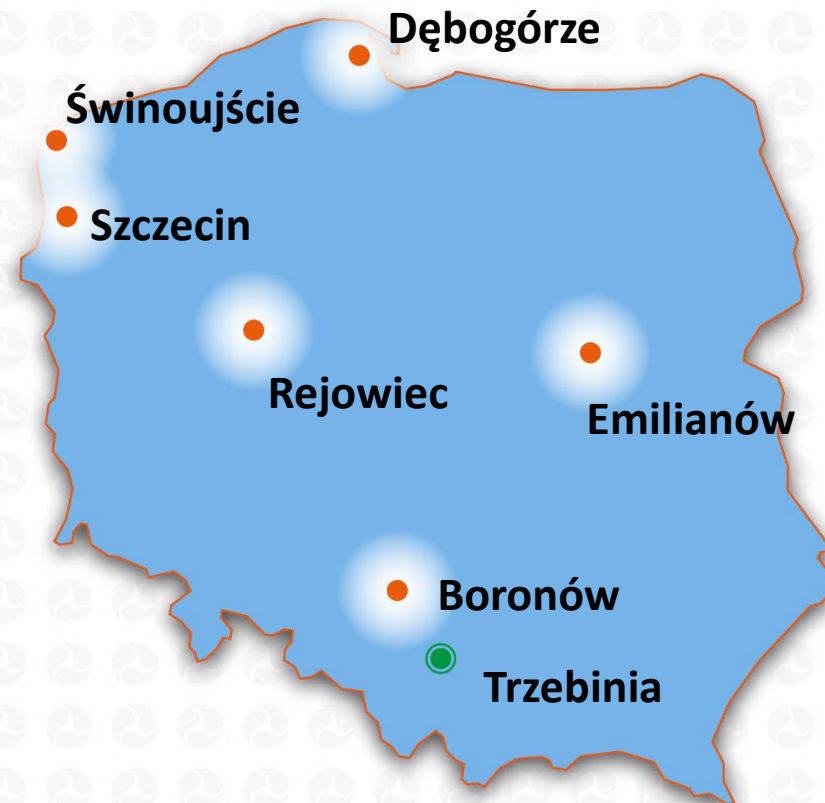 Dębogórze
Świnoujście
Szczecin
Rejowiec
Emilianów
Boronów
Trzebinia